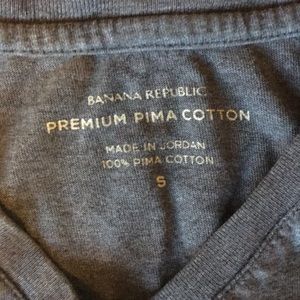 BANANA REPUBLIC
PREMIUM PIMA COTTON
MADE IN JORDAN
100% PIMA COTTON
S